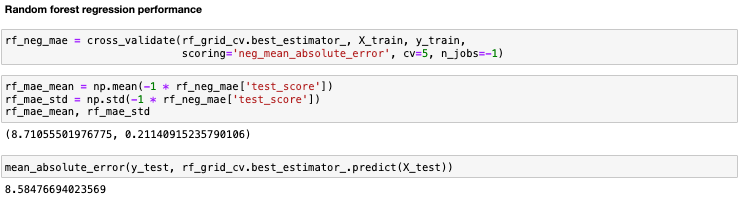 Random forest regression performance
rf_neg_mae = cross_validate(rf_grid_cv.best_estimator_, X_train, y_train,
                            scoring='neg_mean_absolute_error', cv=5, n_jobs=-1)
rf_mae_mean = np.mean(-1 * rf_neg_mae['test_score'])
rf_mae_std = np.std(-1 * rf_neg_mae['test_score'])
rf_mae_mean, rf_mae_std
(8.71055501976775, 0.21140915235790106)
mean_absolute_error(y_test, rf_grid_cv.best_estimator_.predict(X_test))
8.58476694023569